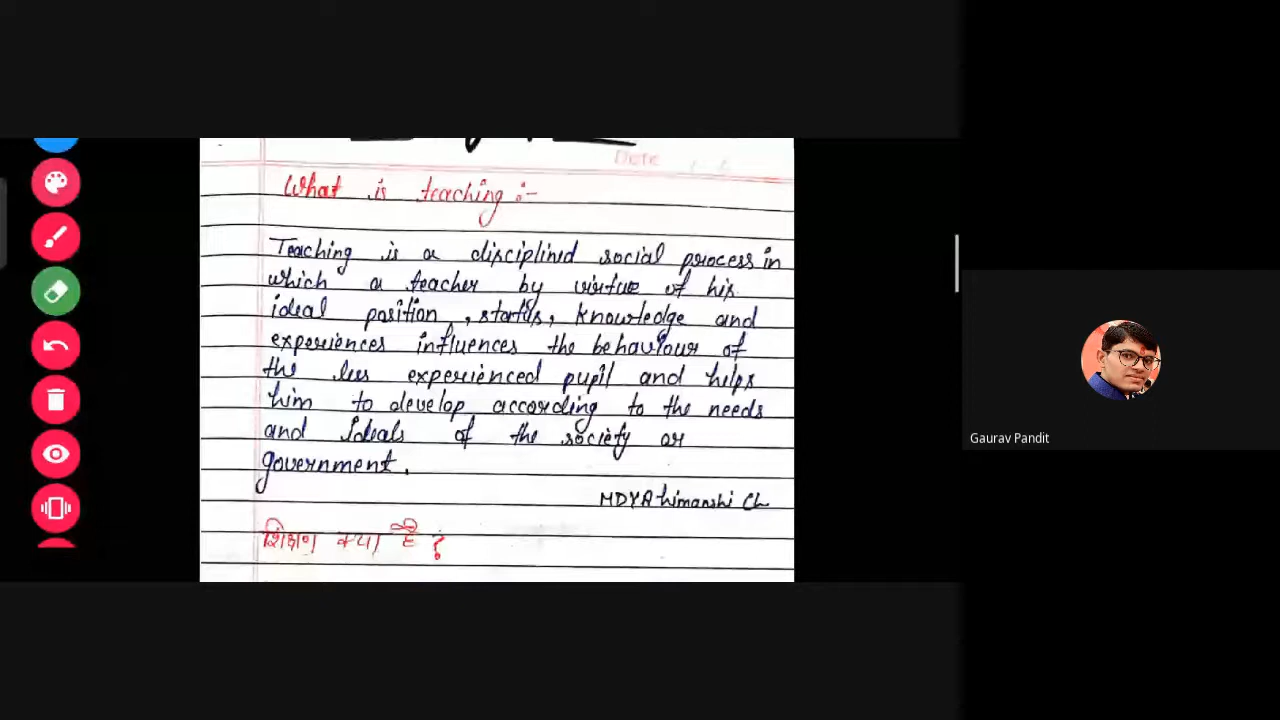 Date
What is teaching :-
Teaching is a disciplined social process in
which a teacher by virtue of his
ideal position , status, knowledge and
experiences influences the behaviour of
the less experienced pupil and helps
him to develop according to the needs
and Ideals of the society or
government.
Himanshi Ch
शिक्षण क्या है ?
Gaurav Pandit